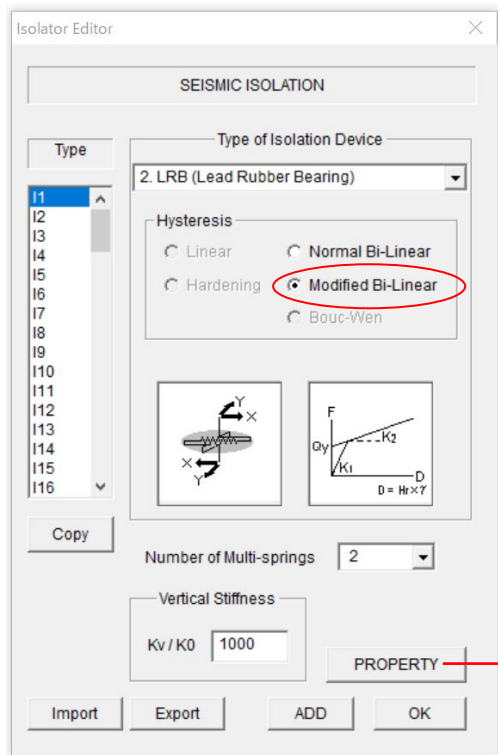 Isolator Editor
SEISMIC ISOLATION
Type
I1
I2
I3
I4
I5
I6
I7
I8
I9
I10
I11
I12
I13
I14
I15
I16
Copy
Type of Isolation Device
2. LRB (Lead Rubber Bearing)
Hysteresis
Linear
Normal Bi-Linear
Hardening
Modified Bi-Linear
Bouc-Wen
Y
X
X
Y
F
K2
Qy
K1
D
D = Hr×γ
Number of Multi-springs 2
Vertical Stiffness
Kv / K0 1000
PROPERTY
Import Export ADD OK